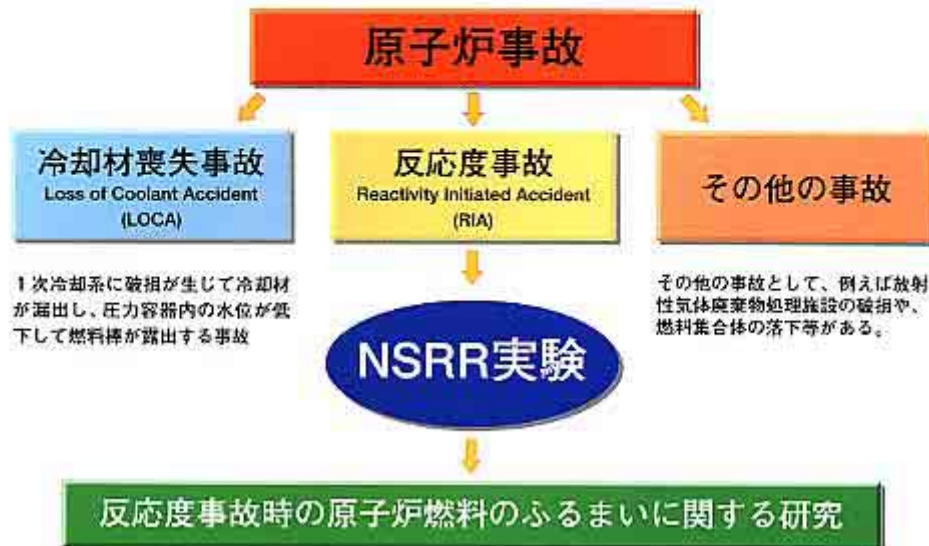 原子炉事故
冷却材喪失事故
Loss of Coolant Accident
(LOCA)
反応度事故
Reactivity Initiated Accident
(RIA)
その他の事故
1次冷却系に破損が生じて冷却材
が漏出し、圧力容器内の水位が低
下して燃料棒が露出する事故
その他の事故として、例えば放射
性気体廃棄物処理施設の破損や、
燃料集合体の落下等がある。
NSRR実験
反応度事故時の原子炉燃料のふるまいに関する研究